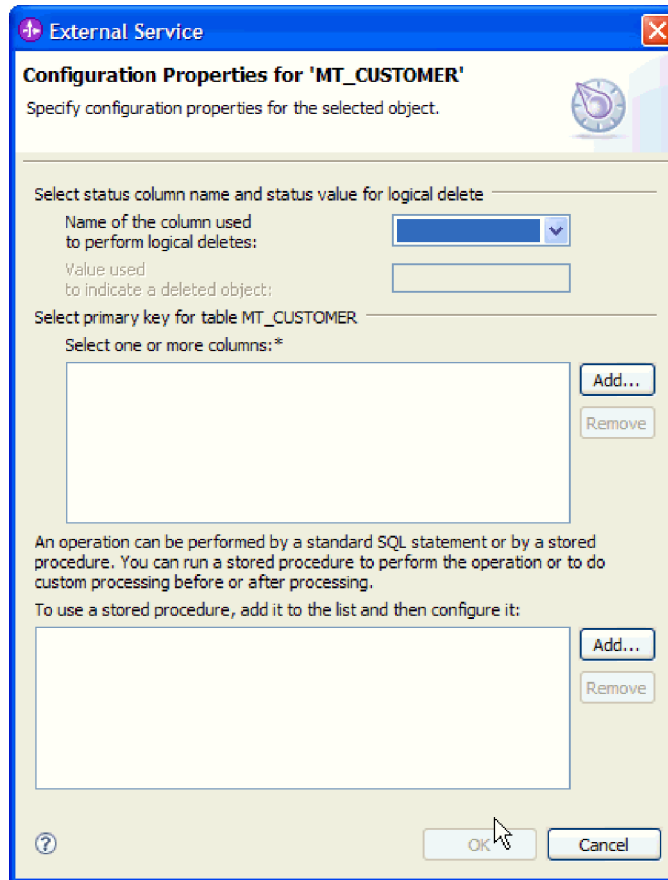 External Service
Configuration Properties for 'MT_CUSTOMER'
Specify configuration properties for the selected object.
Select status column name and status value for logical delete
Name of the column used
to perform logical deletes:
Value used
to indicate a deleted object:
Select primary key for table MT_CUSTOMER
Select one or more columns:*
Add...
Remove
An operation can be performed by a standard SQL statement or by a stored
procedure. You can run a stored procedure to perform the operation or to do
custom processing before or after processing.
To use a stored procedure, add it to the list and then configure it:
Add...
Remove
?
OK
Cancel